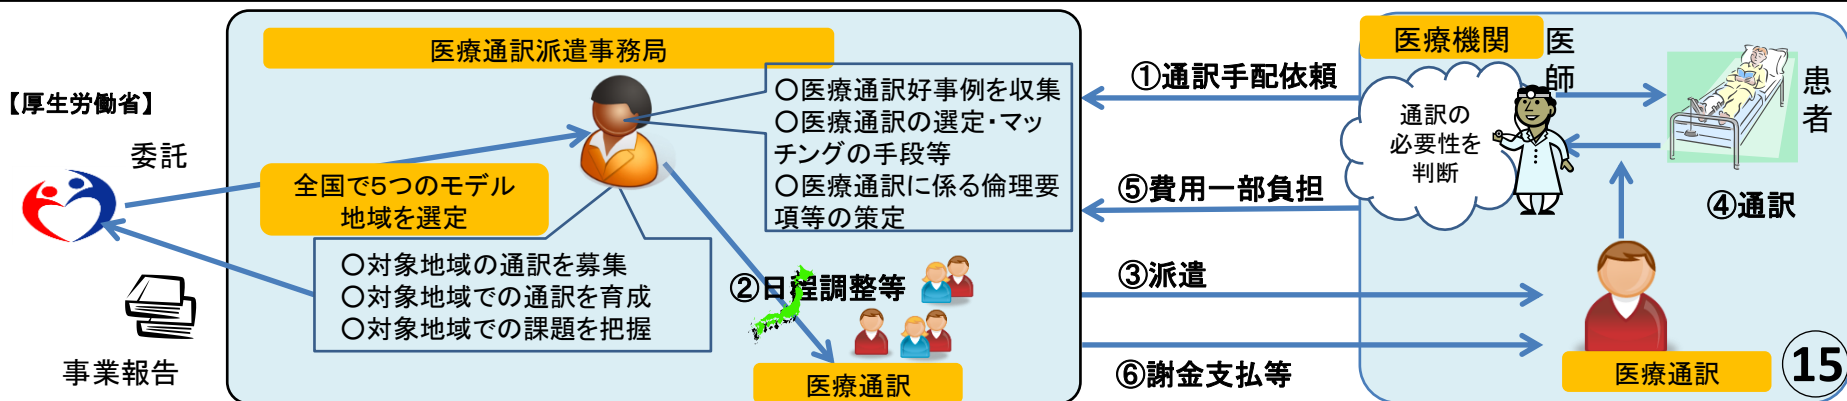 【厚生労働省】
委託
事業報告
医療通訳派遣事務局
全国で5つのモデル
地域を選定
〇医療通訳好事例を収集
〇医療通訳の選定・マッ
チングの手段等
〇医療通訳に係る倫理要
項等の策定
〇対象地域の通訳を募集
〇対象地域での通訳を育成
〇対象地域での課題を把握
②日程調整等
医療通訳
①通訳手配依頼
⑤費用一部負担
③派遣
⑥謝金支払等
医療機関
医師
患者
通訳の
必要性を
判断
④通訳
医療通訳
15